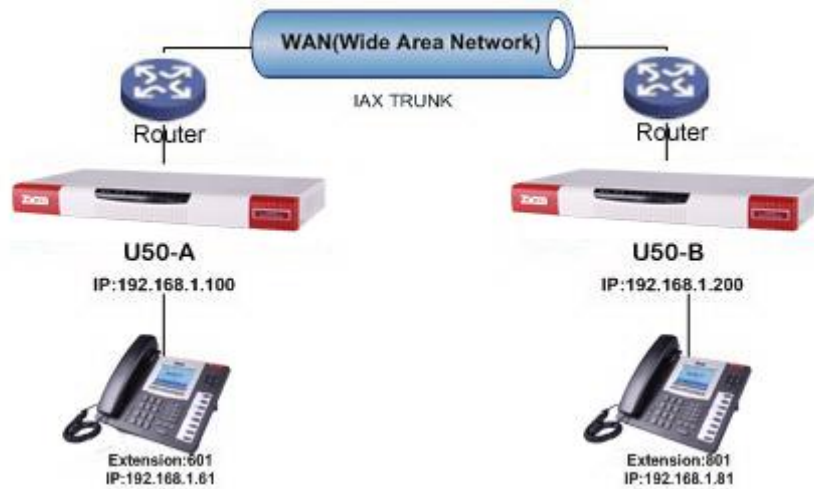 WAN(Wide Area Network)
IAX TRUNK
Router
Router
U50-A
U50-B
IP:192.168.1.100
IP:192.168.1.200
Extension:601
IP:192.168.1.61
Extension:801
IP:192.168.1.81